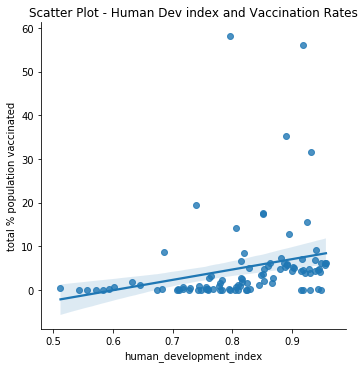 Scatter Plot - Human Dev index and Vaccination Rates
60
50
40
30
20
10
0
total % population vaccinated
0.5 0.6 0.7 0.8 0.9
human_development_index